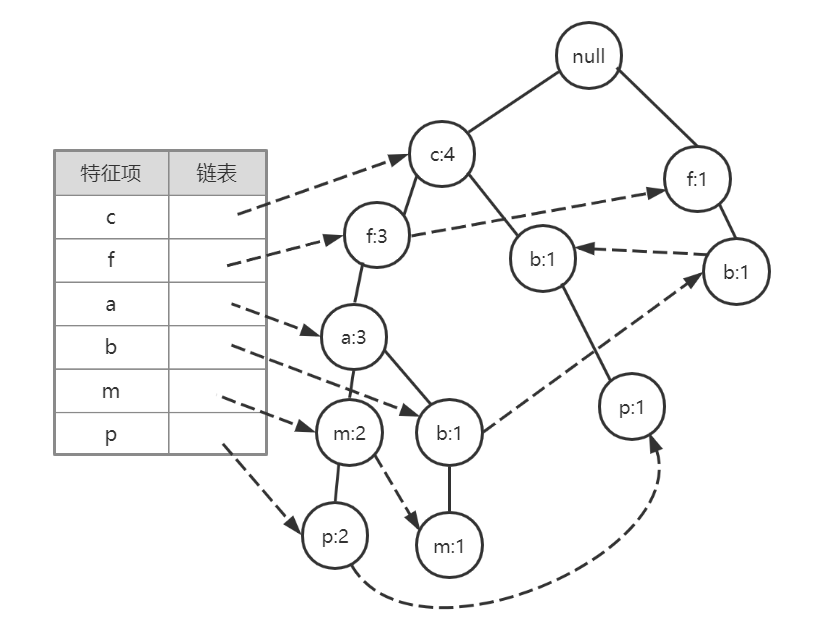 特征项 链表
c
f
a
b
m
p
null
c:4
f:1
f:3
b:1
b:1
a:3
p:1
m:2
b:1
p:2
m:1